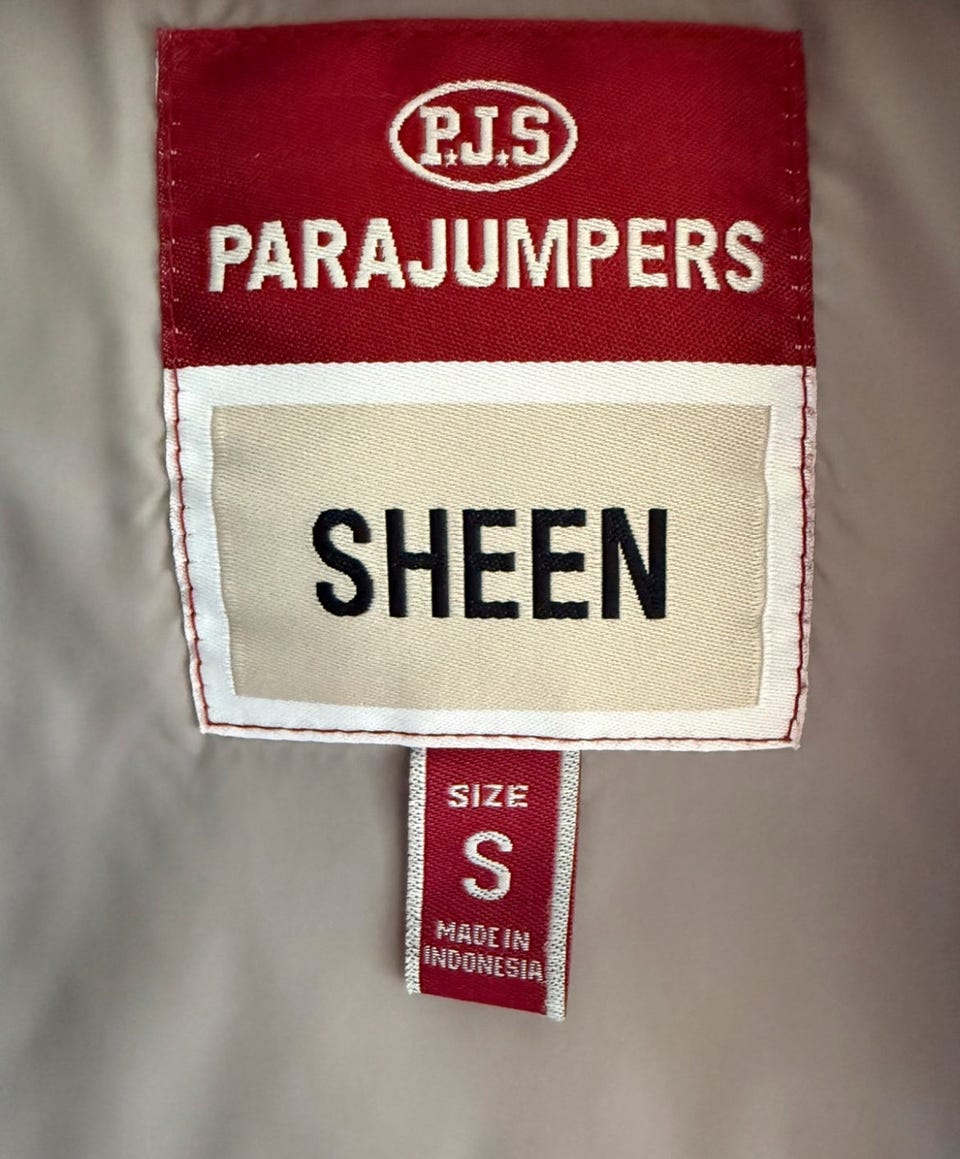 P.J.S
PARAJUMPERS
SHEEN
SIZE
S
MADE IN
INDONESIA